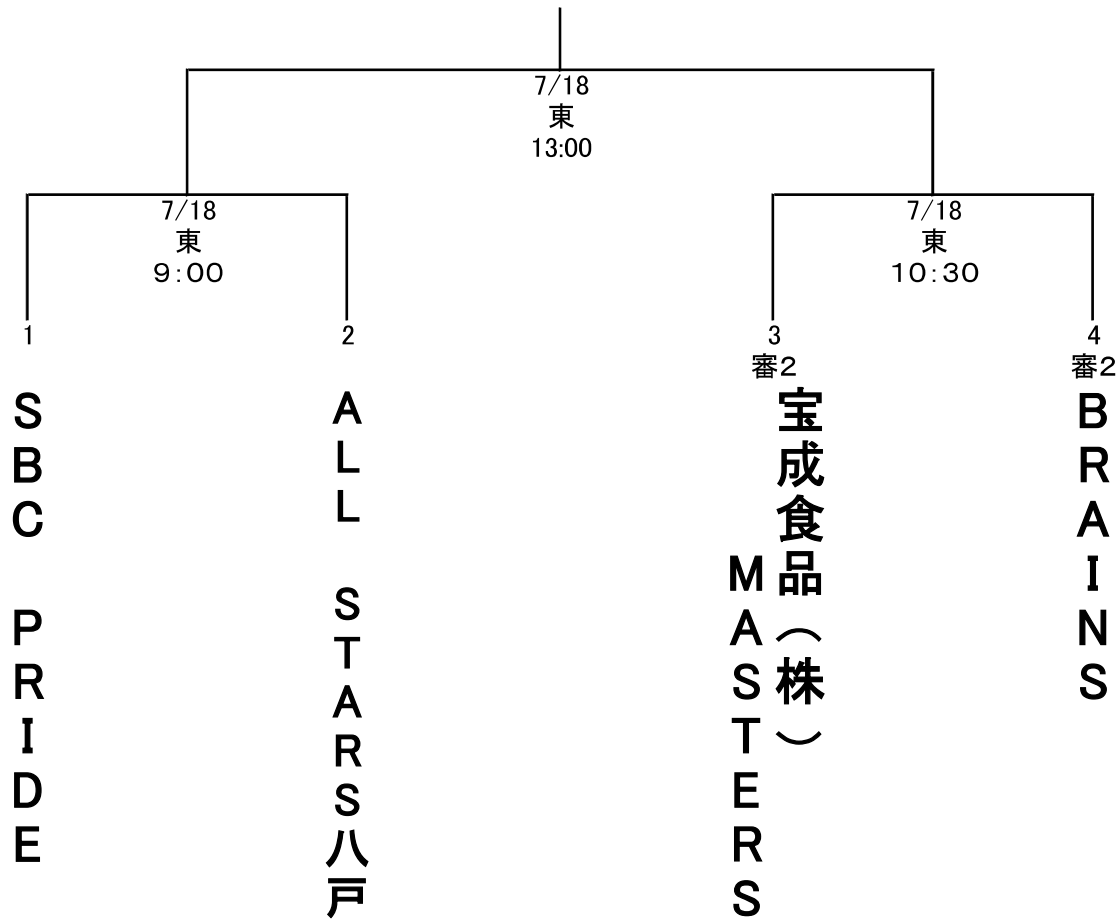 7/18
東
13:00
7/18
東
９：００
7/18
東
１０：３０
1
2
3
審２
4
審２
ＳＢＣ　ＰＲＩＤＥ
ＡＬＬ　ＳＴＡＲＳ八戸
宝成食品（株）
ＭＡＳＴＥＲＳ
ＢＲＡＩＮＳ